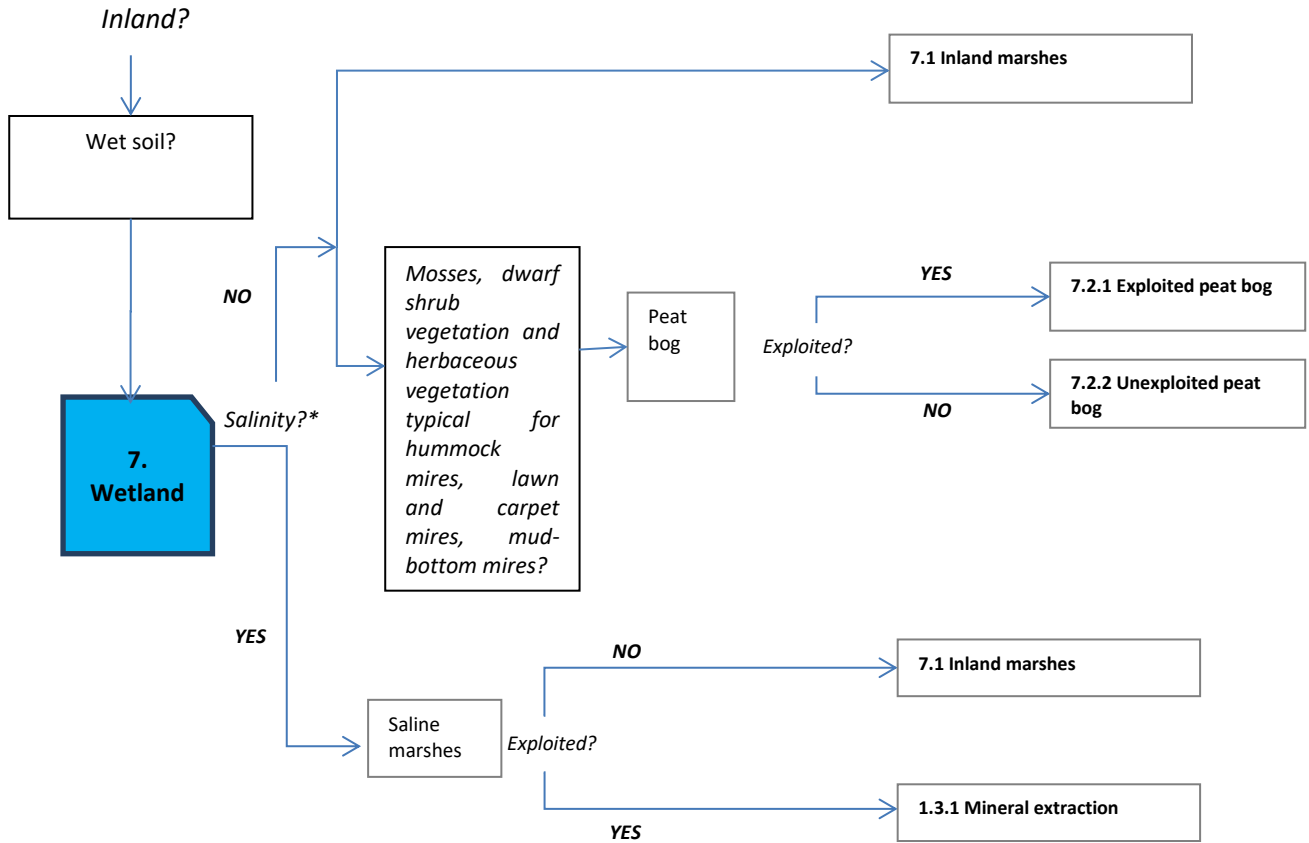 Inland?
Wet soil?
7.1 Inland marshes
NO
Mosses, dwarf
shrub
vegetation and
herbaceous
vegetation
typical for
hummock
mires, lawn
and carpet
mires, mud-
bottom mires?
Peat
bog
Exploited?
YES
7.2.1 Exploited peat bog
NO
7.2.2 Unexploited peat
bog
Salinity?*
7.
Wetland
YES
Saline
marshes
Exploited?
NO
7.1 Inland marshes
YES
1.3.1 Mineral extraction